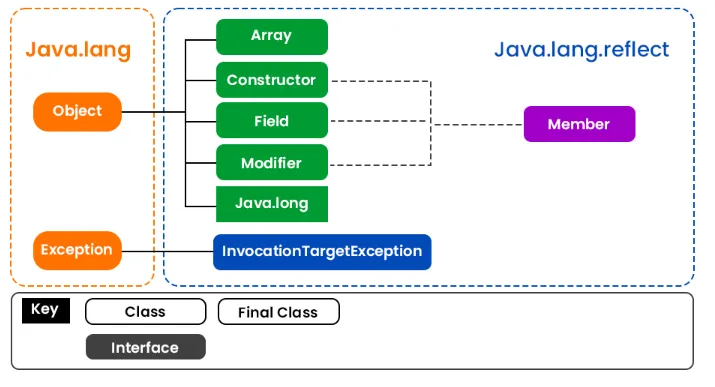 Java.lang
Java.lang.reflect
Array
Constructor
Object
Field
Member
Modifier
Java.long
Exception
InvocationTargetException
Key
Class
Final Class
Interface